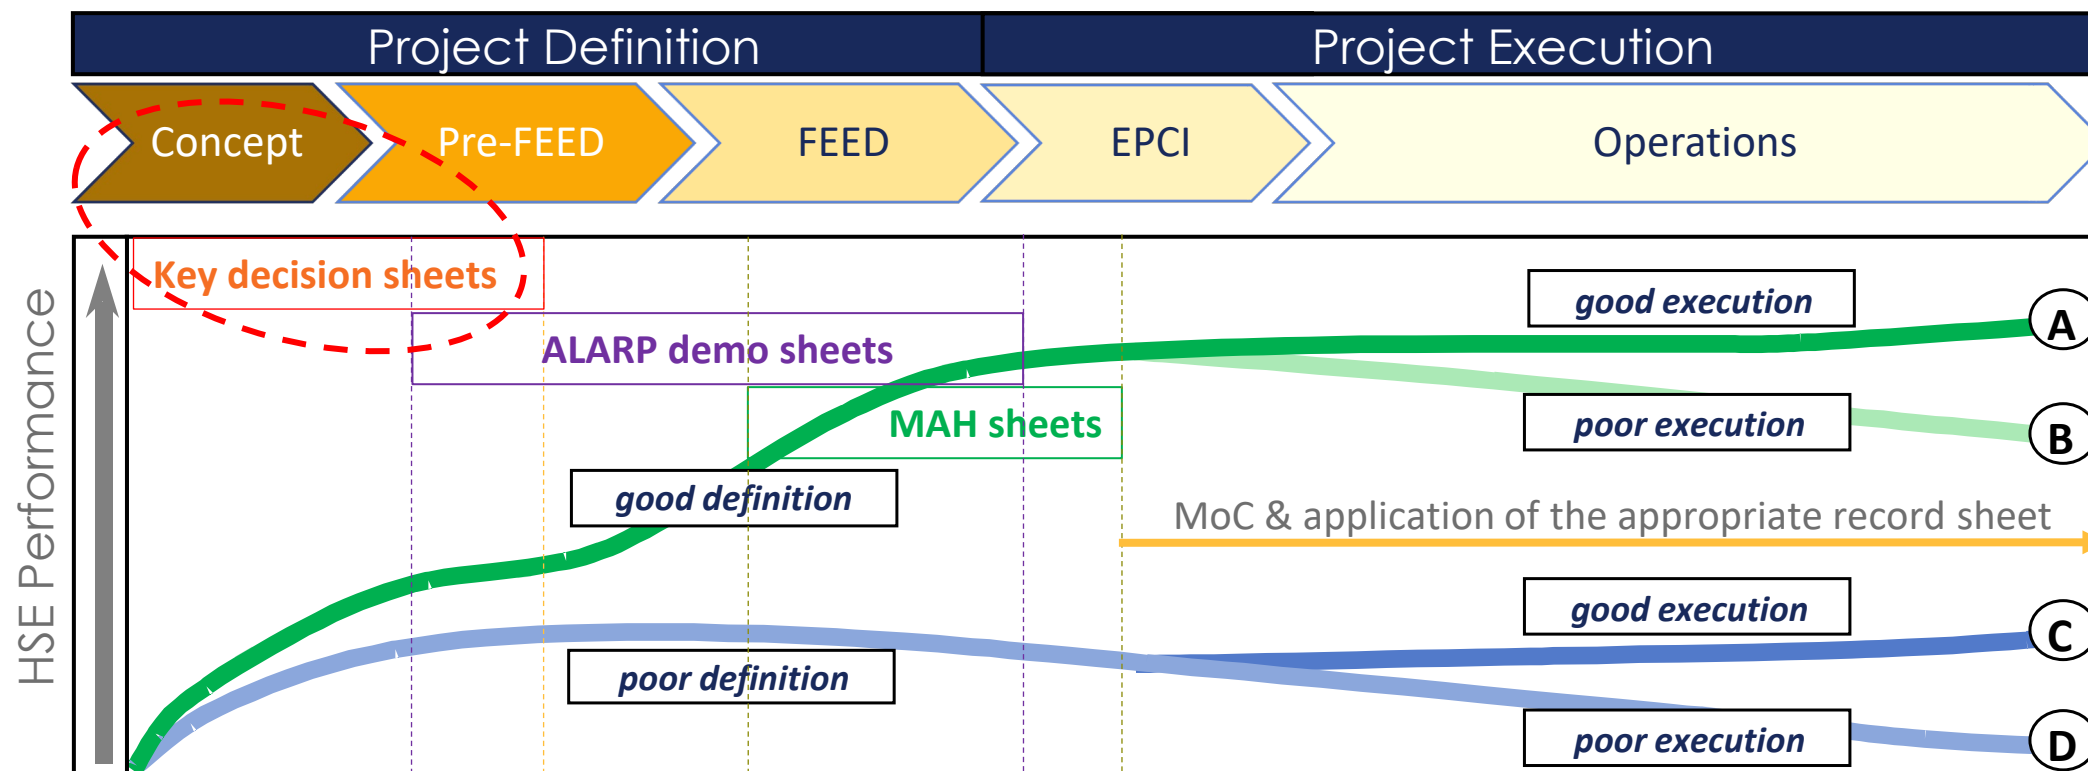 Project Definition
Project Execution
Concept
Pre-FEED
FEED
EPCI
Operations
HSE Performance
Key decision sheets
ALARP demo sheets
MAH sheets
good definition
poor definition
good execution
A
poor execution
B
MoC & application of the appropriate record sheet
good execution
C
poor execution
D